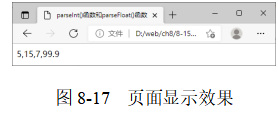 parseInt()函数和parseFloat()函数
文件 D:/web/ch8/8-15...
5,15,7,99.9
图 8-17 页面显示效果